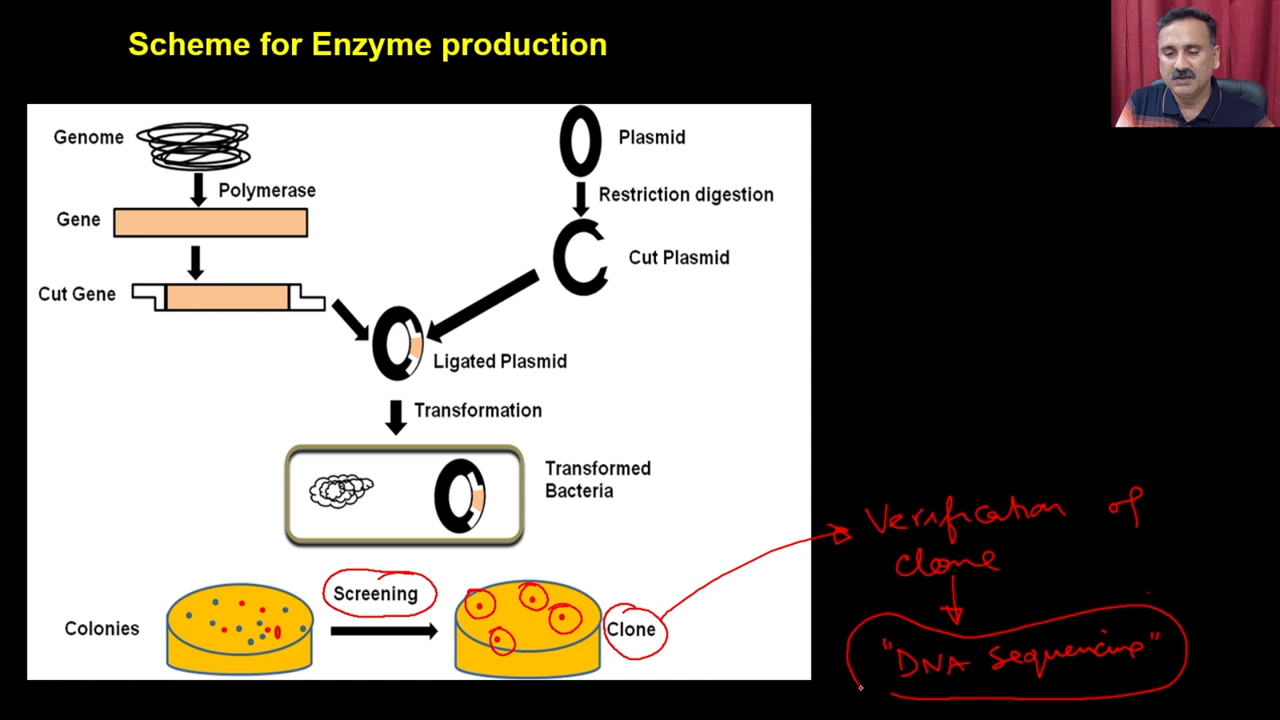 Scheme for Enzyme production
Genome
Plasmid
Polymerase
Restriction digestion
Gene
Cut Plasmid
Cut Gene
Ligated Plasmid
Transformation
Transformed
Bacteria
Screening
Colonies
Clone
Verification of
clone
"DNA Sequencing"